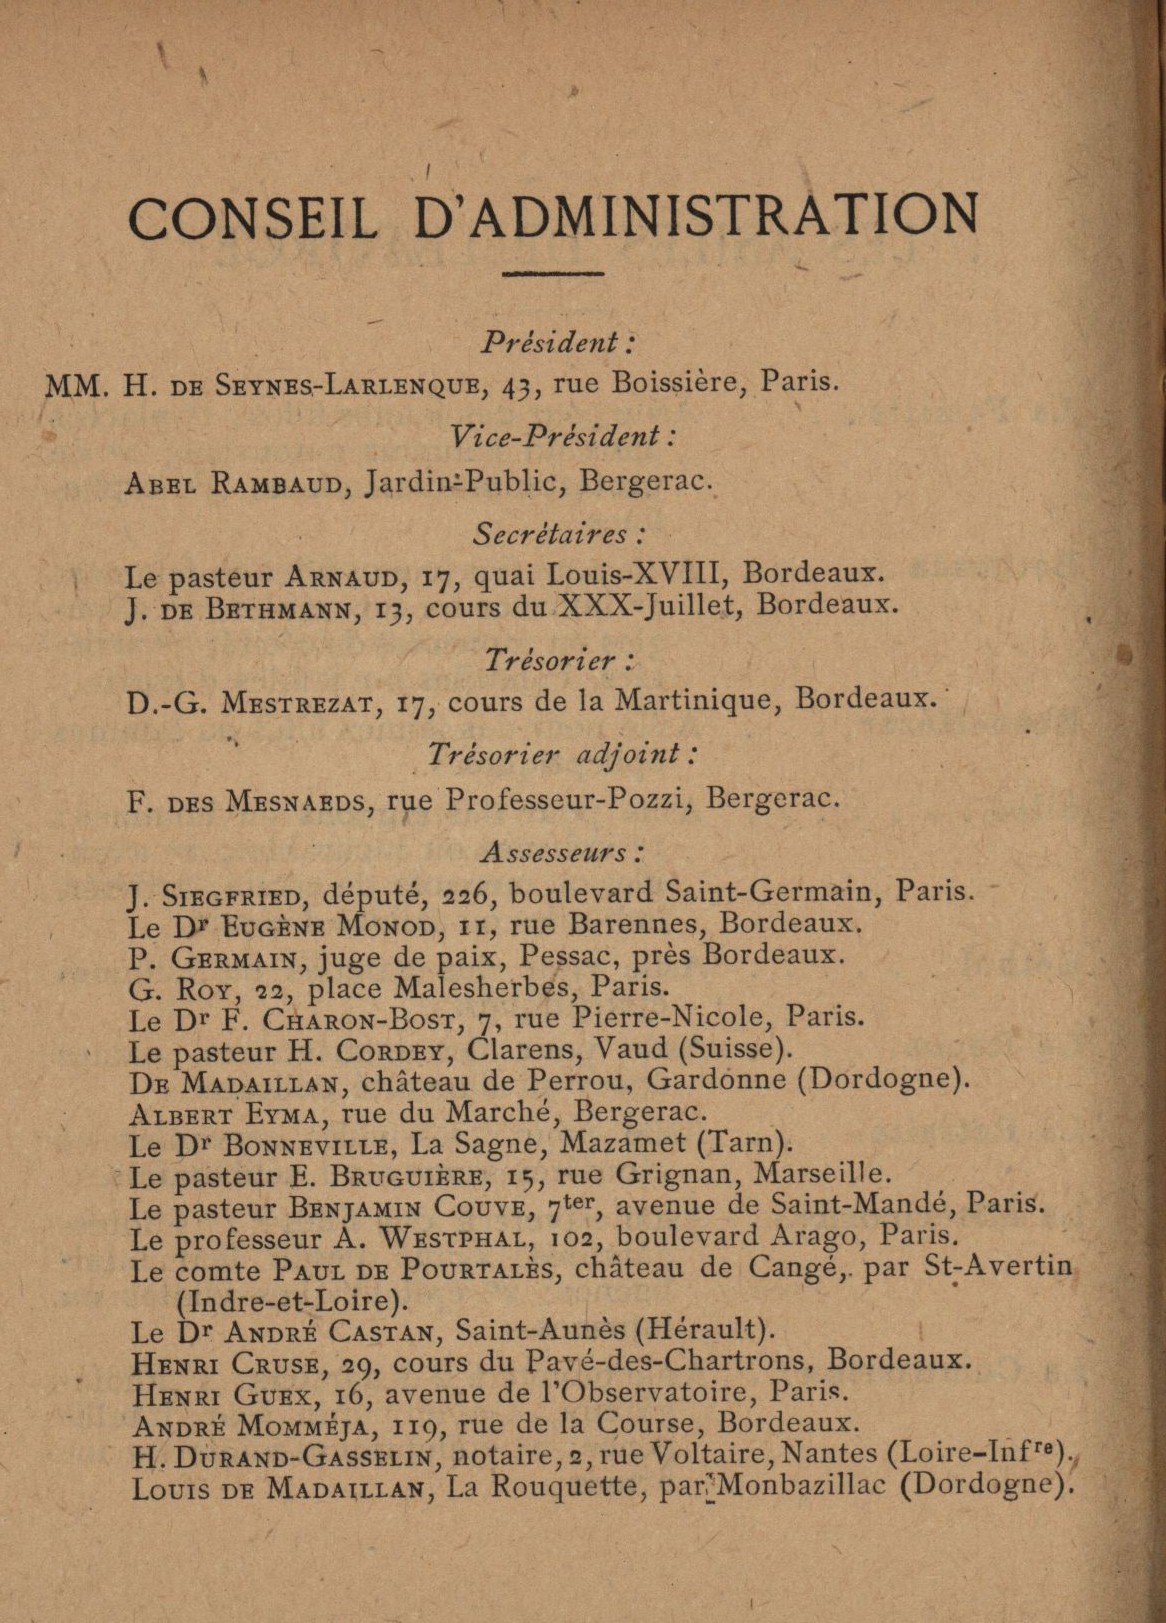 CONSEIL D'ADMINISTRATION
Président :
MM. H. DE SEYNES-LARLENQUE, 43, rue Boissière, Paris.
Vice-Président :
ABEL RAMBAUD, Jardin-Public, Bergerac.
Secrétaires :
Le pasteur ARNAUD, 17, quai Louis-XVIII, Bordeaux.
J. DE BETHMANN, 13, cours du XXX-Juillet, Bordeaux.
Trésorier :
D.-G. MESTREZAT, 17, cours de la Martinique, Bordeaux.
Trésorier adjoint :
F. DES MESNAEDS, rue Professeur-Pozzi, Bergerac.
Assesseurs :
J. SIEGFRIED, député, 226, boulevard Saint-Germain, Paris.
Le Dr EUGÈNE MONOD, 11, rue Barennes, Bordeaux.
P. GERMAIN, juge de paix, Pessac, près Bordeaux.
G. ROY, 22, place Malesherbes, Paris.
Le Dr F. CHARON-BOST, 7, rue Pierre-Nicole, Paris.
Le pasteur H. CORDEY, Clarens, Vaud (Suisse).
DE MADAILLAN, château de Perrou, Gardonne (Dordogne).
ALBERT EYMA, rue du Marché, Bergerac.
Le Dr BONNEVILLE, La Sagne, Mazamet (Tarn).
Le pasteur E. BRUGUIÈRE, 15, rue Grignan, Marseille.
Le pasteur BENJAMIN COUVE, 7ter, avenue de Saint-Mandé, Paris.
Le professeur A. WESTPHAL, 102, boulevard Arago, Paris.
Le comte PAUL DE POURTALÈS, château de Cangé, par St-Avertin
(Indre-et-Loire).
Le Dr ANDRÉ CASTAN, Saint-Aunès (Hérault).
HENRI CRUSE, 29, cours du Pavé-des-Chartrons, Bordeaux.
HENRI GUEX, 16, avenue de l'Observatoire, Paris.
ANDRÉ MOMMÉJA, 119, rue de la Course, Bordeaux.
H. DURAND-GASSELIN, notaire, 2, rue Voltaire, Nantes (Loire-Infre).
LOUIS DE MADAILLAN, La Rouquette, par Monbazillac (Dordogne).